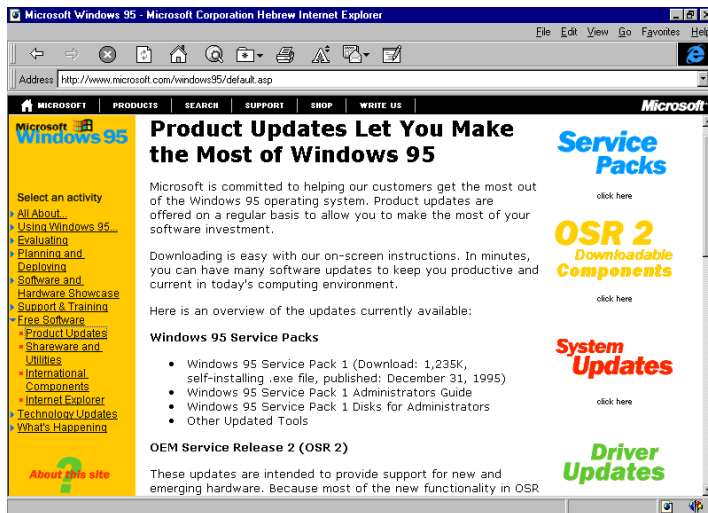 Microsoft Windows 95 - Microsoft Corporation Hebrew Internet Explorer
File Edit View Go Favorites Help
Address http://www.microsoft.com/windows95/default.asp
MICROSOFT PRODUCTS SEARCH SUPPORT SHOP WRITE US Microsoft
Microsoft
Windows 95
Select an activity
All About...
Using Windows 95...
Evaluating
Planning and
Deploying
Software and
Hardware Showcase
Support & Training
Free Software
Product Updates
Shareware and
Utilities
International
Components
Internet Explorer
Technology Updates
What's Happening
About this site
?
Product Updates Let You Make
the Most of Windows 95
Microsoft is committed to helping our customers get the most out
of the Windows 95 operating system. Product updates are
offered on a regular basis to allow you to make the most of your
software investment.
Downloading is easy with our on-screen instructions. In minutes,
you can have many software updates to keep you productive and
current in today's computing environment.
Here is an overview of the updates currently available:
Windows 95 Service Packs
• Windows 95 Service Pack 1 (Download: 1,235K,
self-installing .exe file, published: December 31, 1995)
• Windows 95 Service Pack 1 Administrators Guide
• Windows 95 Service Pack 1 Disks for Administrators
• Other Updated Tools
OEM Service Release 2 (OSR 2)
These updates are intended to provide support for new and
emerging hardware. Because most of the new functionality in OSR
Service
Packs
click here
OSR 2
Downloadable
Components
click here
System
Updates
click here
Driver
Updates